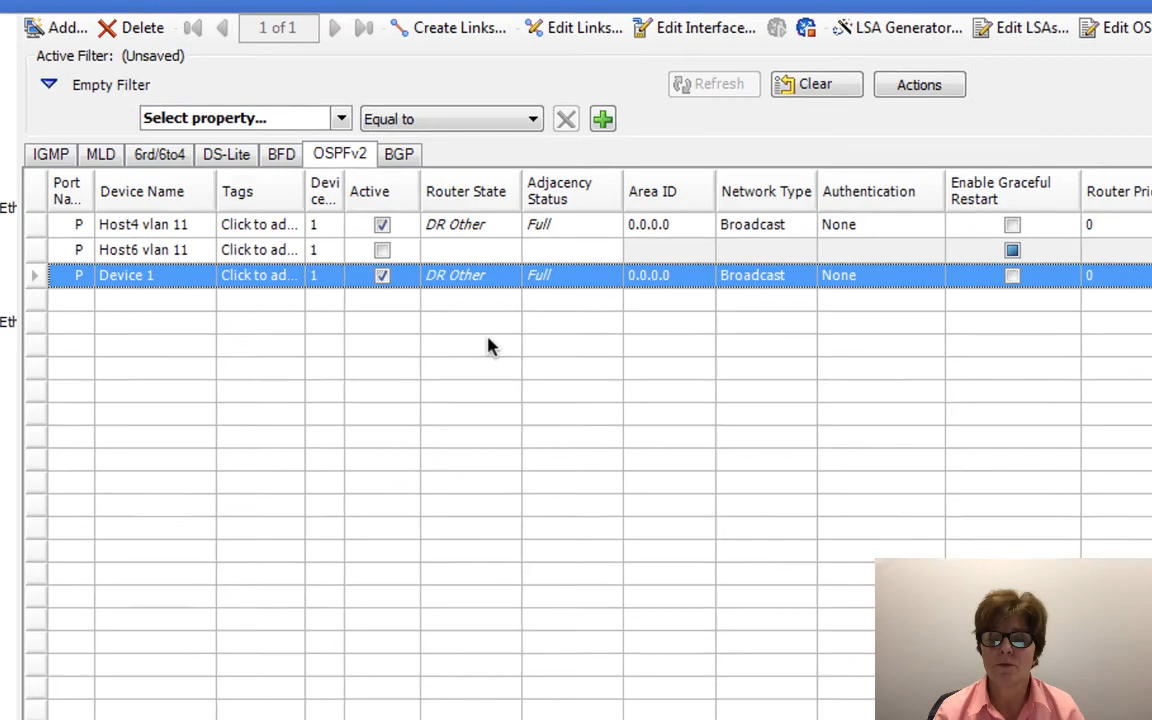 Add... Delete 1 of 1 Create Links... Edit Links... Edit Interface... LSA Generator... Edit LSAs... Edit OS
Active Filter: (Unsaved)
Empty Filter Refresh Clear Actions
Select property... Equal to
IGMP MLD 6rd/6to4 DS-Lite BFD OSPFv2 BGP
Port Na... Device Name Tags Devi ce... Active Router State Adjacency Status Area ID Network Type Authentication Enable Graceful Restart Router Pri
Eth
P Host4 vlan 11 Click to ad... 1 DR Other Full 0.0.0.0 Broadcast None 0
P Host6 vlan 11 Click to ad... 1
P Device 1 Click to ad... 1 DR Other Full 0.0.0.0 Broadcast None 0
Eth